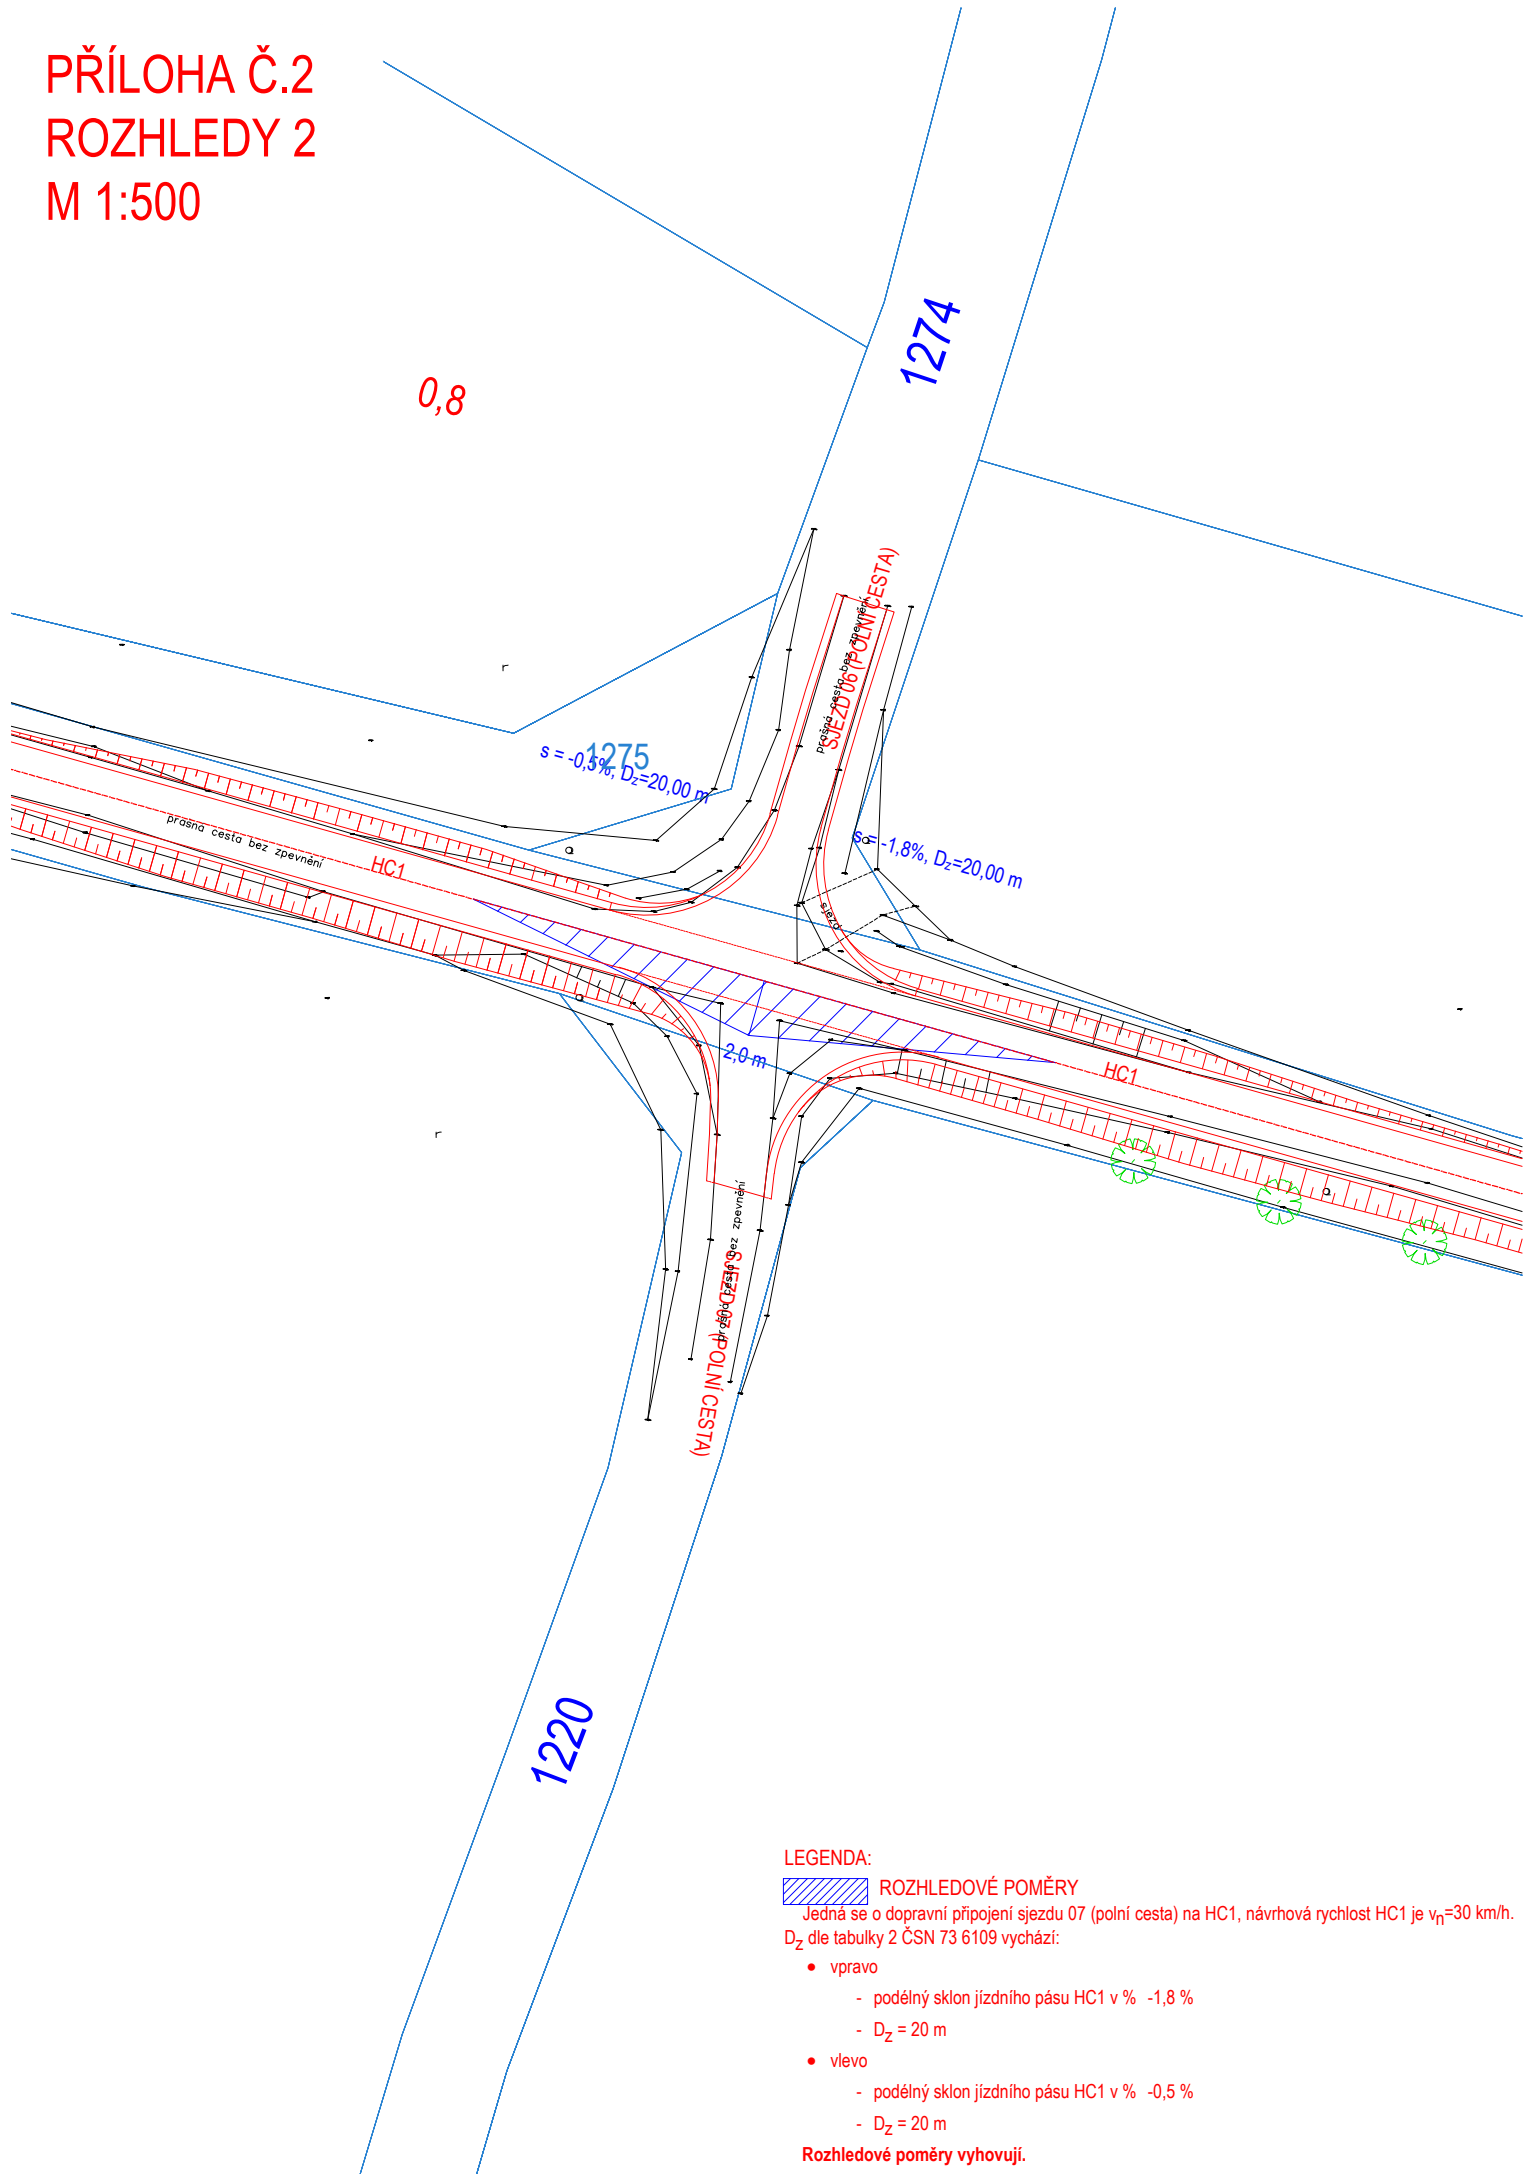 PŘÍLOHA Č.2
ROZHLEDY 2
M 1:500
1274
0,8
SJEZD 06 (POLNÍ CESTA)
prašná cesta bez zpevnění
r
1275
s = -0,5%, Dz=20,00 m
prašná cesta bez zpevnění
HC1
s = -1,8%, Dz=20,00 m
sjezd
2,0 m
HC1
r
prašná cesta bez zpevnění
SJEZD 07 (POLNÍ CESTA)
1220
LEGENDA:
ROZHLEDOVÉ POMĚRY
Jedná se o dopravní připojení sjezdu 07 (polní cesta) na HC1, návrhová rychlost HC1 je vn=30 km/h.
Dz dle tabulky 2 ČSN 73 6109 vychází:
• vpravo
- podélný sklon jízdního pásu HC1 v % -1,8 %
- Dz = 20 m
• vlevo
- podélný sklon jízdního pásu HC1 v % -0,5 %
- Dz = 20 m
Rozhledové poměry vyhovují.